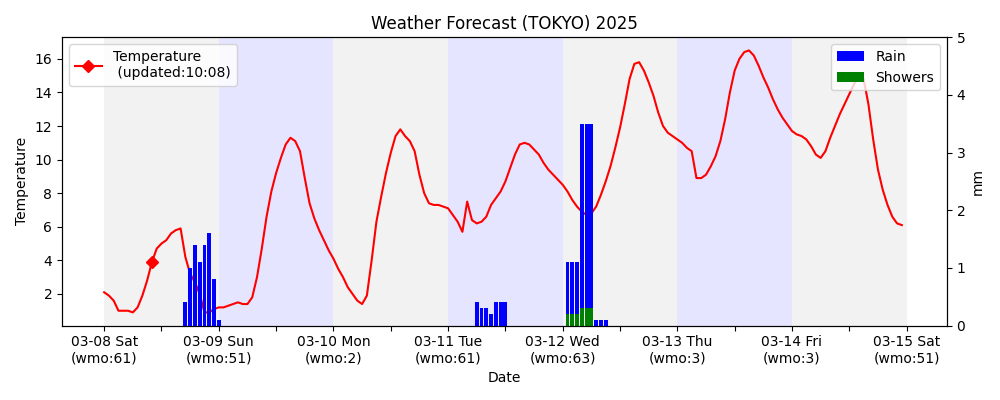 Weather Forecast (TOKYO) 2025
Temperature
(updated:10:08)
Rain
Showers
16
14
12
10
8
6
4
2
Temperature
5
4
3
2
1
0
mm
03-08 Sat
(wmo:61)
03-09 Sun
(wmo:51)
03-10 Mon
(wmo:2)
03-11 Tue
(wmo:61)
03-12 Wed
(wmo:63)
03-13 Thu
(wmo:3)
03-14 Fri
(wmo:3)
03-15 Sat
(wmo:51)
Date